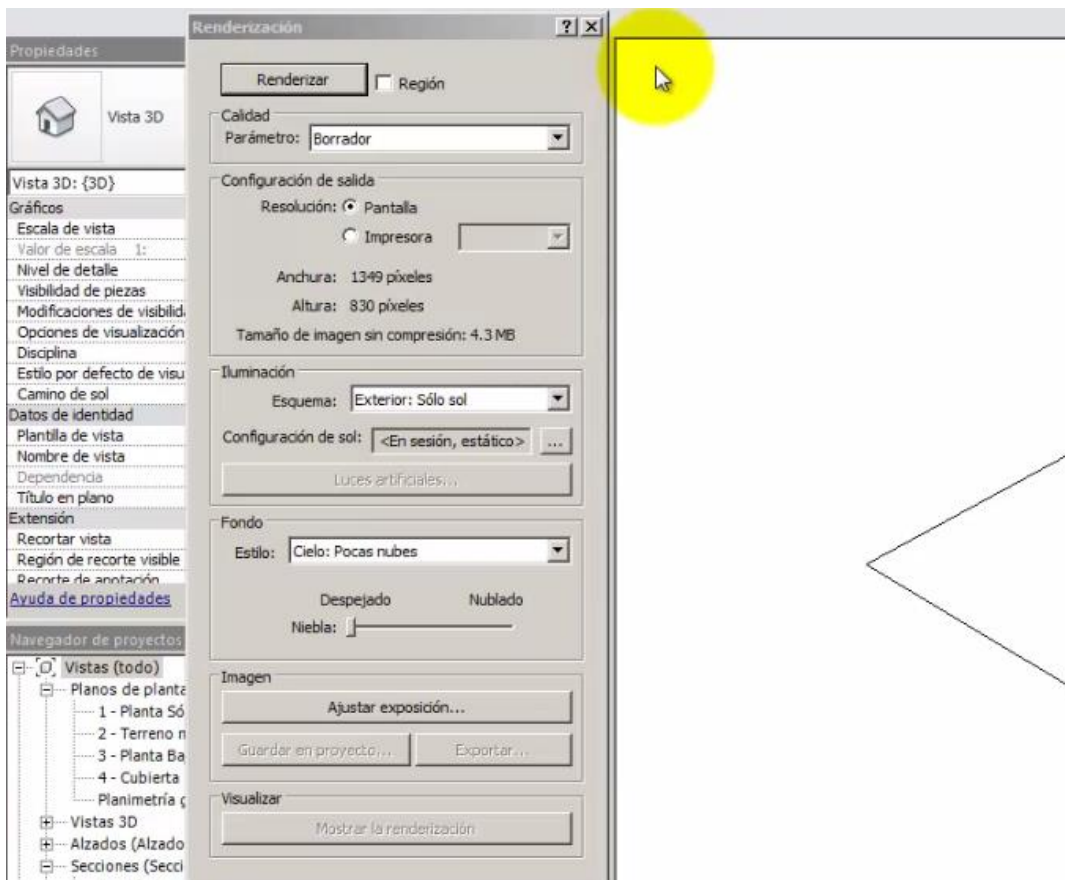 Propiedades
Vista 3D
Vista 3D: {3D}
Gráficos
Escala de vista
Valor de escala 1:
Nivel de detalle
Visibilidad de piezas
Modificaciones de visibilid
Opciones de visualización
Disciplina
Estilo por defecto de visu
Camino de sol
Datos de identidad
Plantilla de vista
Nombre de vista
Dependencia
Título en plano
Extensión
Recortar vista
Región de recorte visible
Recorte de anotación
Ayuda de propiedades
Navegador de proyectos
Vistas (todo)
Planos de planta
1 - Planta Só
2 - Terreno n
3 - Planta Ba
4 - Cubierta
Planimetría g
Vistas 3D
Alzados (Alzado
Secciones (Secci
Renderización
Renderizar Región
Calidad
Parámetro: Borrador
Configuración de salida
Resolución: Pantalla
Impresora
Anchura: 1349 píxeles
Altura: 830 píxeles
Tamaño de imagen sin compresión: 4.3 MB
Iluminación
Esquema: Exterior: Sólo sol
Configuración de sol: <En sesión, estático> ...
Luces artificiales...
Fondo
Estilo: Cielo: Pocas nubes
Despejado Nublado
Niebla:
Imagen
Ajustar exposición...
Guardar en proyecto... Exportar...
Visualizar
Mostrar la renderización